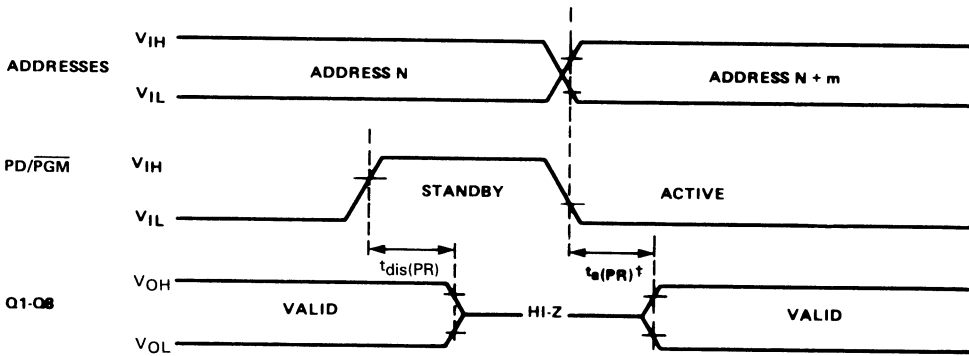 ADDRESSES
VIH
VIL
ADDRESS N
ADDRESS N + m
PD/PGM
VIH
VIL
STANDBY
ACTIVE
tdis(PR)
ta(PR)†
Q1-Q8
VOH
VOL
VALID
HI-Z
VALID